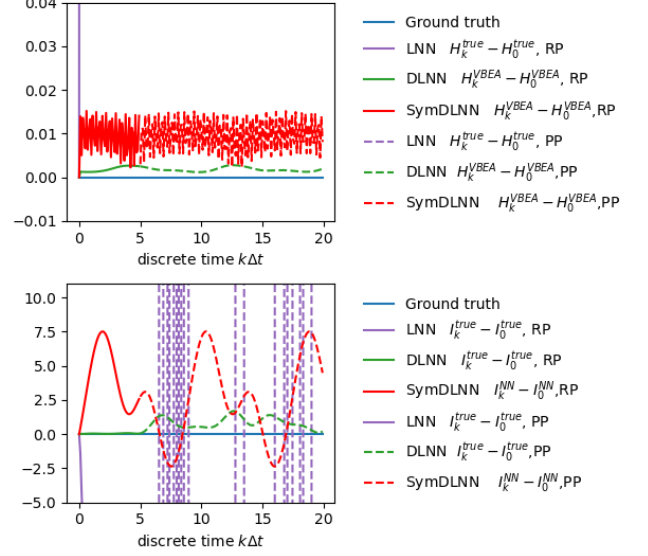 0.04
0.03
0.02
0.01
0.00
−0.01
0 5 10 15 20
discrete time kΔt
Ground truth
LNN H_k^{true} − H_0^{true}, RP
DLNN H_k^{VBEA} − H_0^{VBEA}, RP
SymDLNN H_k^{VBEA} − H_0^{VBEA},RP
LNN H_k^{true} − H_0^{true}, PP
DLNN H_k^{VBEA} − H_0^{VBEA},PP
SymDLNN H_k^{VBEA} − H_0^{VBEA},PP
10.0
7.5
5.0
2.5
0.0
−2.5
−5.0
0 5 10 15 20
discrete time kΔt
Ground truth
LNN I_k^{true} − I_0^{true}, RP
DLNN I_k^{true} − I_0^{true}, RP
SymDLNN I_k^{NN} − I_0^{NN},RP
LNN I_k^{true} − I_0^{true}, PP
DLNN I_k^{true} − I_0^{true},PP
SymDLNN I_k^{NN} − I_0^{NN},PP